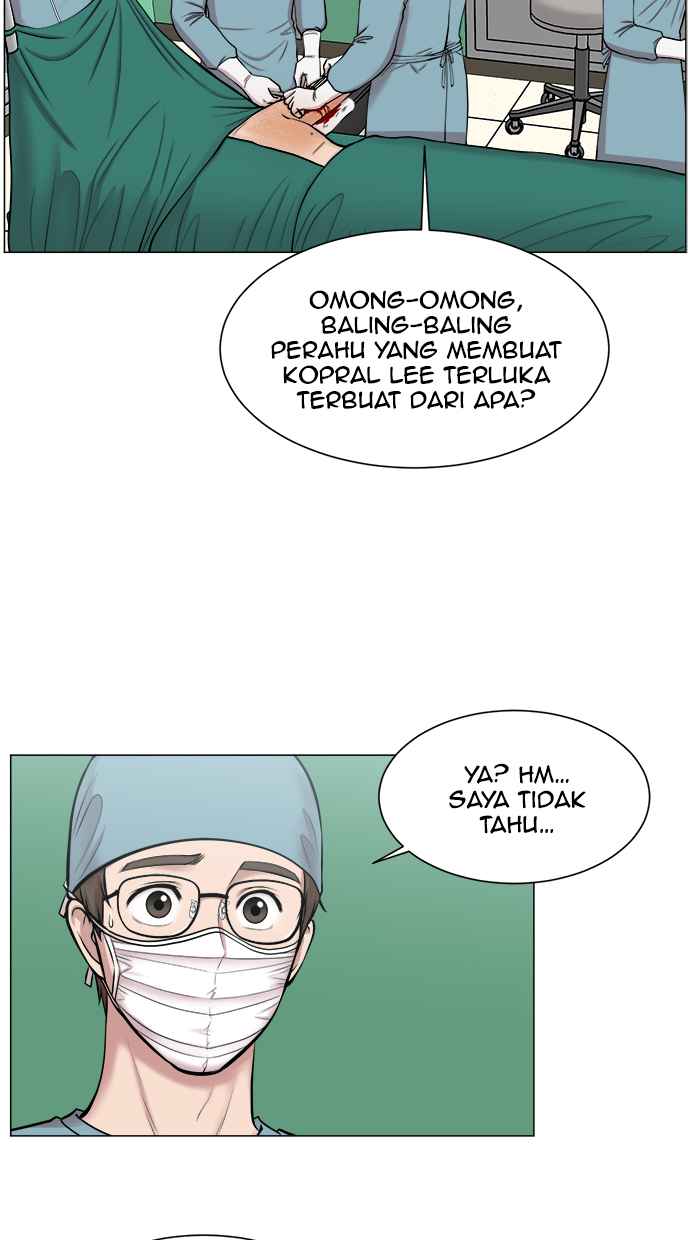 OMONG-OMONG,
BALING-BALING
PERAHU YANG MEMBUAT
KOPRAL LEE TERLUKA
TERBUAT DARI APA?
YA? HM...
SAYA TIDAK
TAHU...